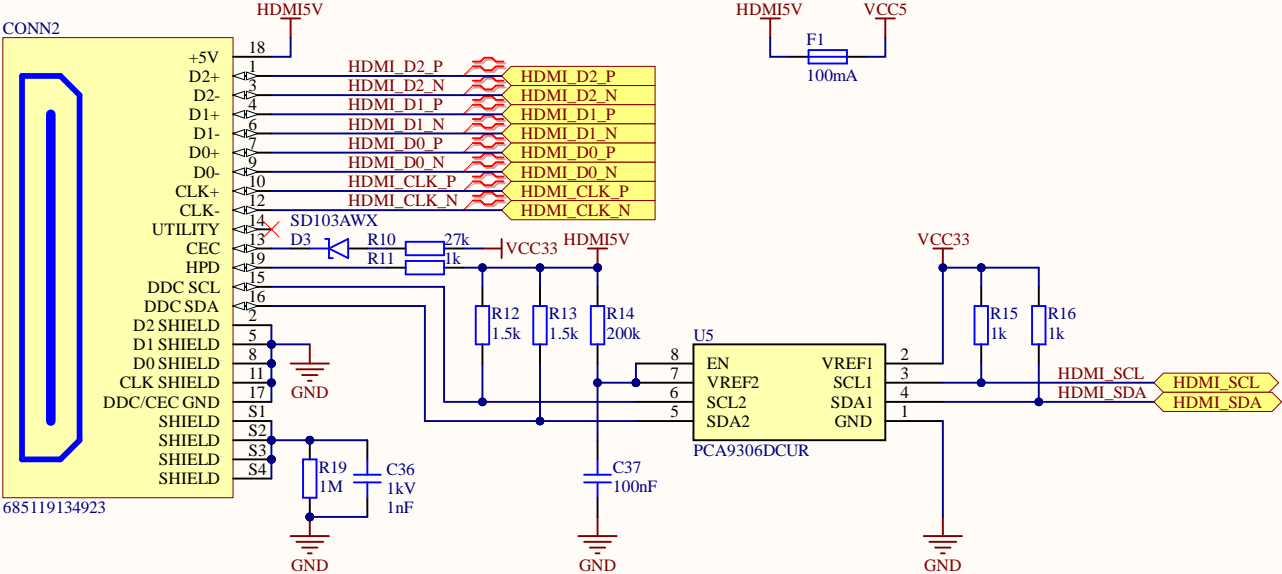 HDMI5V
HDMI5V
VCC5
CONN2
F1
100mA
+5V 18
D2+ 1 HDMI_D2_P HDMI_D2_P
D2- 3 HDMI_D2_N HDMI_D2_N
D1+ 4 HDMI_D1_P HDMI_D1_P
D1- 6 HDMI_D1_N HDMI_D1_N
D0+ 7 HDMI_D0_P HDMI_D0_P
D0- 9 HDMI_D0_N HDMI_D0_N
CLK+ 10 HDMI_CLK_P HDMI_CLK_P
CLK- 12 HDMI_CLK_N HDMI_CLK_N
UTILITY 14 SD103AWX
CEC 13 D3 R10 27k VCC33 HDMI5V VCC33
HPD 19 R11 1k
DDC SCL 15
DDC SDA 16
D2 SHIELD 2
D1 SHIELD 5
D0 SHIELD 8
CLK SHIELD 11
DDC/CEC GND 17
SHIELD S1
SHIELD S2
SHIELD S3
SHIELD S4
GND
R12
1.5k
R13
1.5k
R14
200k
R15
1k
R16
1k
U5
8 EN VREF1 2
7 VREF2 SCL1 3 HDMI_SCL HDMI_SCL
6 SCL2 SDA1 4 HDMI_SDA HDMI_SDA
5 SDA2 GND 1
PCA9306DCUR
R19
1M
C36
1kV
1nF
C37
100nF
685119134923
GND
GND
GND